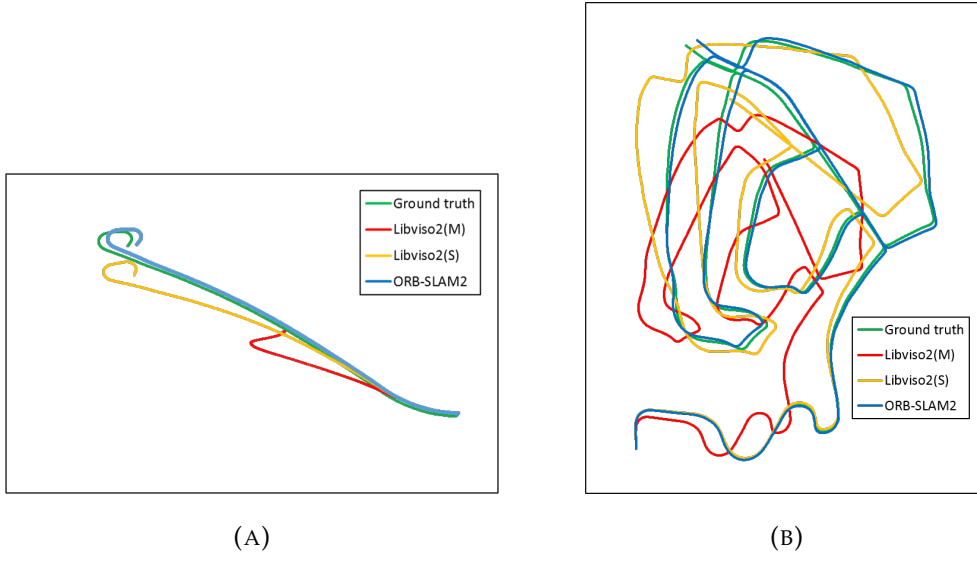 Ground truth
Libviso2(M)
Libviso2(S)
ORB-SLAM2
(A)
Ground truth
Libviso2(M)
Libviso2(S)
ORB-SLAM2
(B)